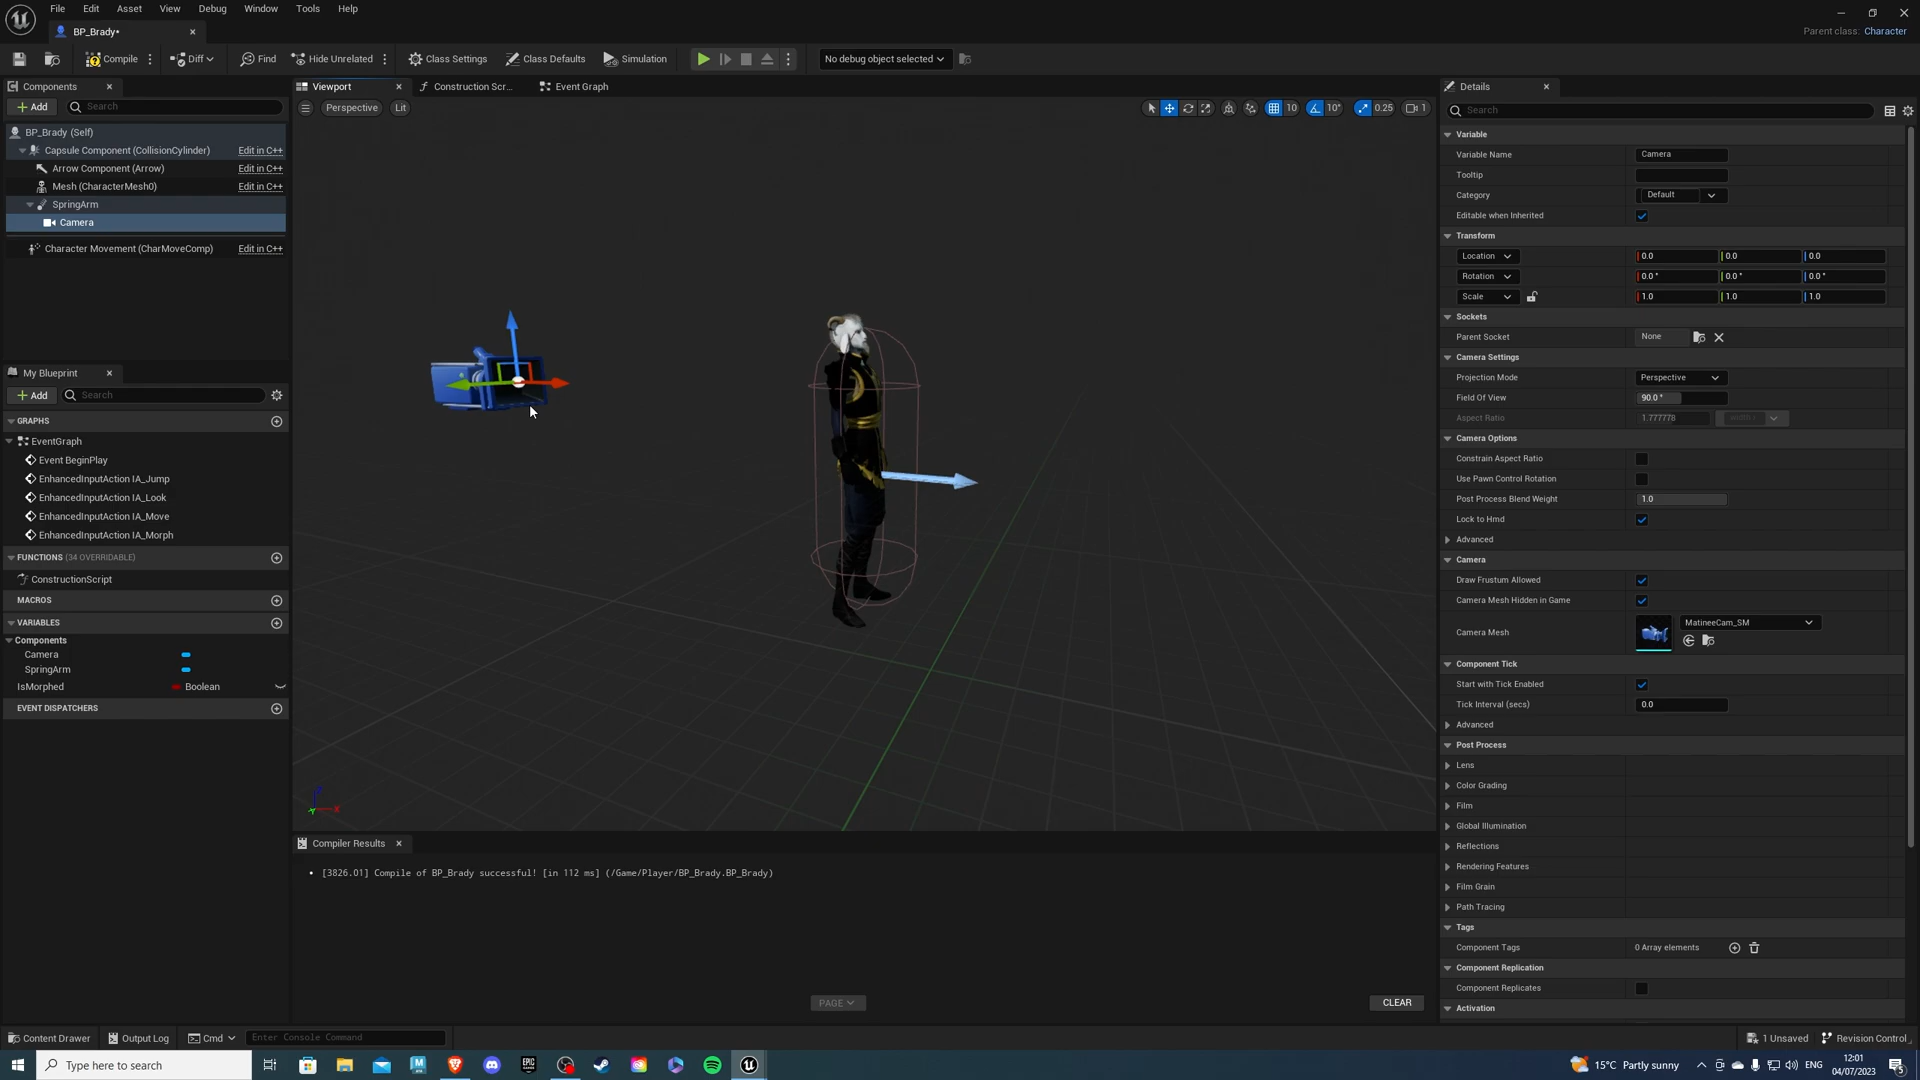 File Edit Asset View Debug Window Tools Help
BP_Brady*
Parent class: Character
Compile Diff Find Hide Unrelated Class Settings Class Defaults Simulation No debug object selected
Components
Add Search
BP_Brady (Self)
Capsule Component (CollisionCylinder) Edit in C++
Arrow Component (Arrow) Edit in C++
Mesh (CharacterMesh0) Edit in C++
SpringArm
Camera
Character Movement (CharMoveComp) Edit in C++
My Blueprint
Add Search
GRAPHS
EventGraph
Event BeginPlay
EnhancedInputAction IA_Jump
EnhancedInputAction IA_Look
EnhancedInputAction IA_Move
EnhancedInputAction IA_Morph
FUNCTIONS (34 OVERRIDABLE)
ConstructionScript
MACROS
VARIABLES
Components
Camera
SpringArm
IsMorphed Boolean
EVENT DISPATCHERS
Viewport Construction Scr... Event Graph
Perspective Lit 10 10° 0.25 1
Compiler Results
[3826.01] Compile of BP_Brady successful! [in 112 ms] (/Game/Player/BP_Brady.BP_Brady)
PAGE CLEAR
Details
Search
Variable
Variable Name Camera
Tooltip
Category Default
Editable when Inherited
Transform
Location 0.0 0.0 0.0
Rotation 0.0 ° 0.0 ° 0.0 °
Scale 1.0 1.0 1.0
Sockets
Parent Socket None
Camera Settings
Projection Mode Perspective
Field Of View 90.0 °
Aspect Ratio 1.777778
Camera Options
Constrain Aspect Ratio
Use Pawn Control Rotation
Post Process Blend Weight 1.0
Lock to Hmd
Advanced
Camera
Draw Frustum Allowed
Camera Mesh Hidden in Game
Camera Mesh MatineeCam_SM
Component Tick
Start with Tick Enabled
Tick Interval (secs) 0.0
Advanced
Post Process
Lens
Color Grading
Film
Global Illumination
Reflections
Rendering Features
Film Grain
Path Tracing
Tags
Component Tags 0 Array elements
Component Replication
Component Replicates
Activation
Content Drawer Output Log Cmd Enter Console Command 1 Unsaved Revision Control
Type here to search 15°C Partly sunny ENG 12:01
04/07/2023